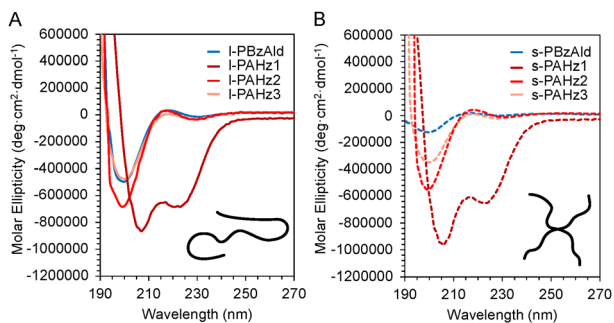 A
Molar Ellipticity (deg·cm²·dmol⁻¹)
600000
400000
200000
0
-200000
-400000
-600000
-800000
-1000000
-1200000
190 210 230 250 270
Wavelength (nm)
l-PBzAld
l-PAHz1
l-PAHz2
l-PAHz3
B
Molar Ellipticity (deg·cm²·dmol⁻¹)
600000
400000
200000
0
-200000
-400000
-600000
-800000
-1000000
-1200000
190 210 230 250 270
Wavelength (nm)
s-PBzAld
s-PAHz1
s-PAHz2
s-PAHz3